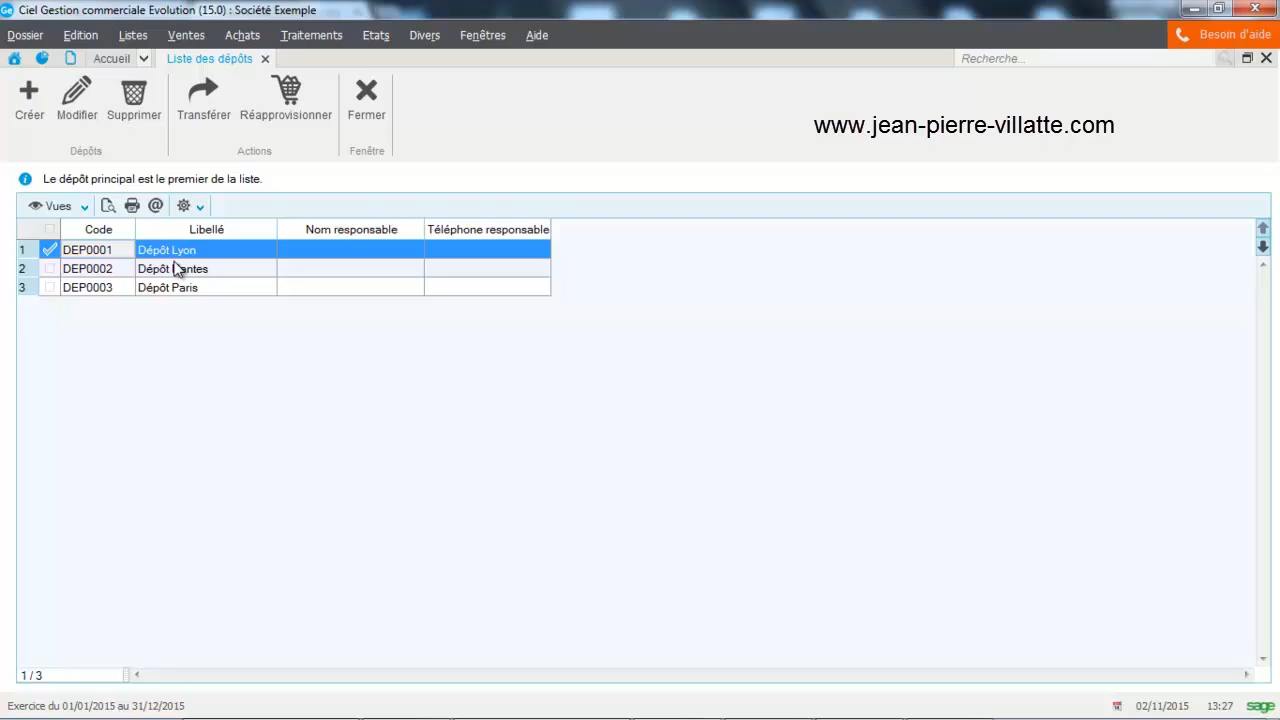 Ge Ciel Gestion commerciale Evolution (15.0) : Société Exemple
Dossier Edition Listes Ventes Achats Traitements Etats Divers Fenêtres Aide Besoin d'aide
Accueil Liste des dépôts Recherche...
Créer Modifier Supprimer Transférer Réapprovisionner Fermer
www.jean-pierre-villatte.com
Dépôts Actions Fenêtre
Le dépôt principal est le premier de la liste.
Vues
Code Libellé Nom responsable Téléphone responsable
1 DEP0001 Dépôt Lyon
2 DEP0002 Dépôt
3 DEP0003 Dépôt Paris
1 / 3
Exercice du 01/01/2015 au 31/12/2015 02/11/2015 13:27 sage